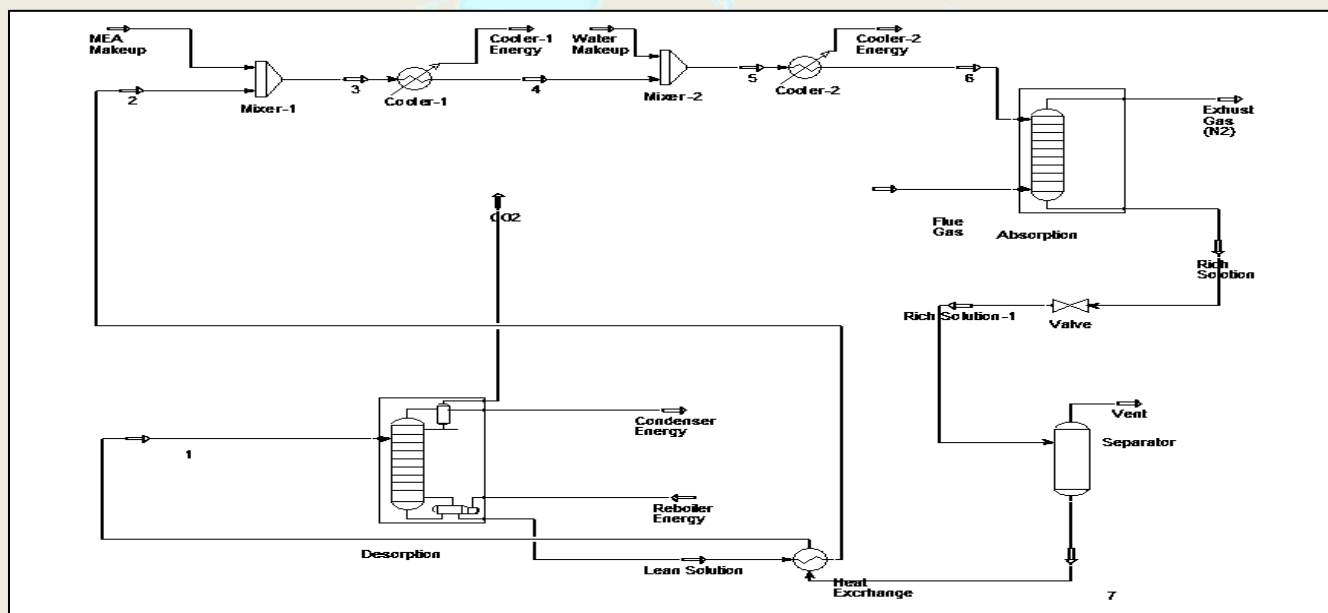 MEA
Makeup
Cooler-1
Energy
Water
Makeup
Cooler-2
Energy
2
Mixer-1
3
Cooler-1
4
Mixer-2
5
Cooler-2
6
Exhust
Gas
(N2)
CO2
Flue
Gas
Absorption
Rich
Solution
Rich Solution-1
Valve
Condenser
Energy
Vent
Separator
1
Reboiler
Energy
Desorption
Lean Solution
Heat
Excrhange
7